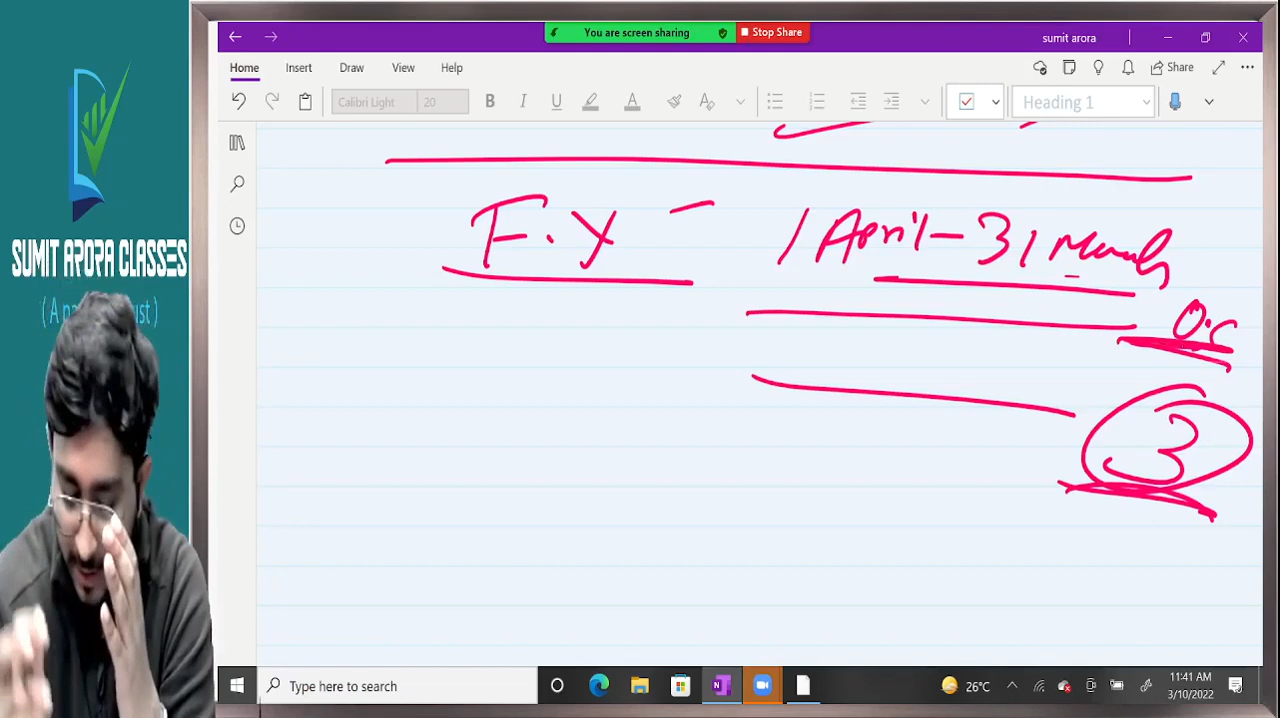 You are screen sharing
Stop Share
sumit arora
Home Insert Draw View Help
Share
Calibri Light 20 B I U A
Heading 1
F.Y - 1 April - 31 March
O.C
3
SUMIT ARORA CLASSES
Type here to search
26°C
11:41 AM
3/10/2022